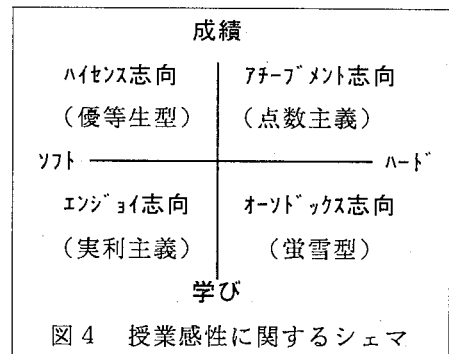 成績
ﾊｲｾﾝｽ志向 ｱﾁｰﾌﾞﾒﾝﾄ志向
(優等生型) (点数主義)
ｿﾌﾄ ﾊｰﾄﾞ
ｴﾝｼﾞｮｲ志向 ｵｰｿﾄﾞｯｸｽ志向
(実利主義) (蛍雪型)
学び
図4 授業感性に関するシェマ